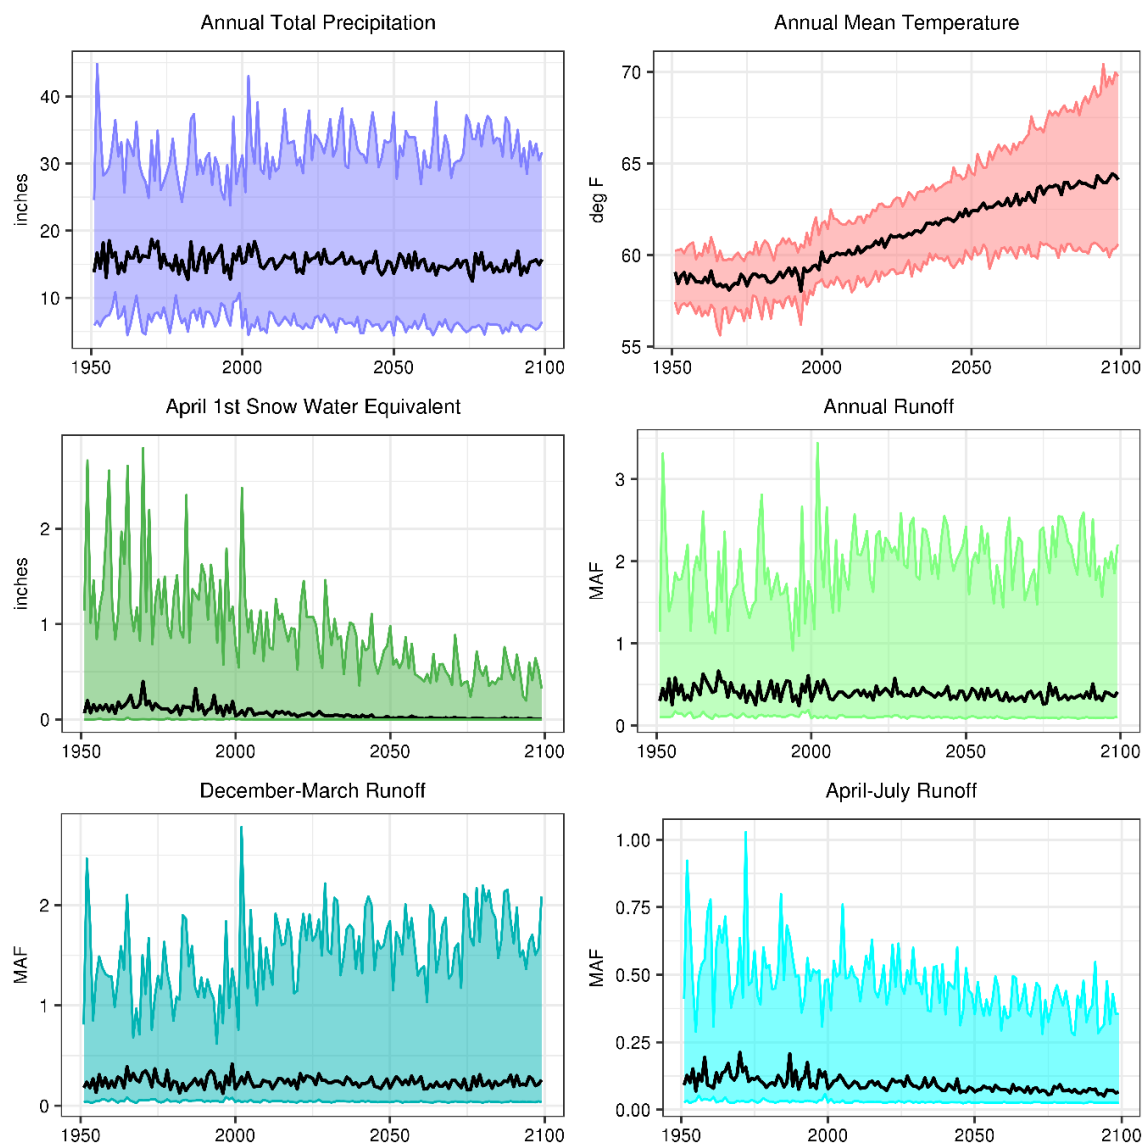 Annual Total Precipitation
inches
40
30
20
10
1950 2000 2050 2100
Annual Mean Temperature
deg F
70
65
60
55
1950 2000 2050 2100
April 1st Snow Water Equivalent
inches
2
1
0
1950 2000 2050 2100
Annual Runoff
MAF
3
2
1
0
1950 2000 2050 2100
December-March Runoff
MAF
2
1
0
1950 2000 2050 2100
April-July Runoff
MAF
1.00
0.75
0.50
0.25
0.00
1950 2000 2050 2100